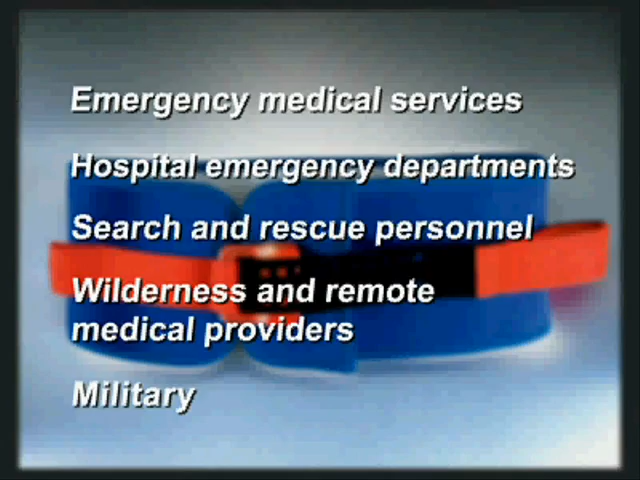 Emergency medical services
Hospital emergency departments
Search and rescue personnel
Wilderness and remote
medical providers
Military